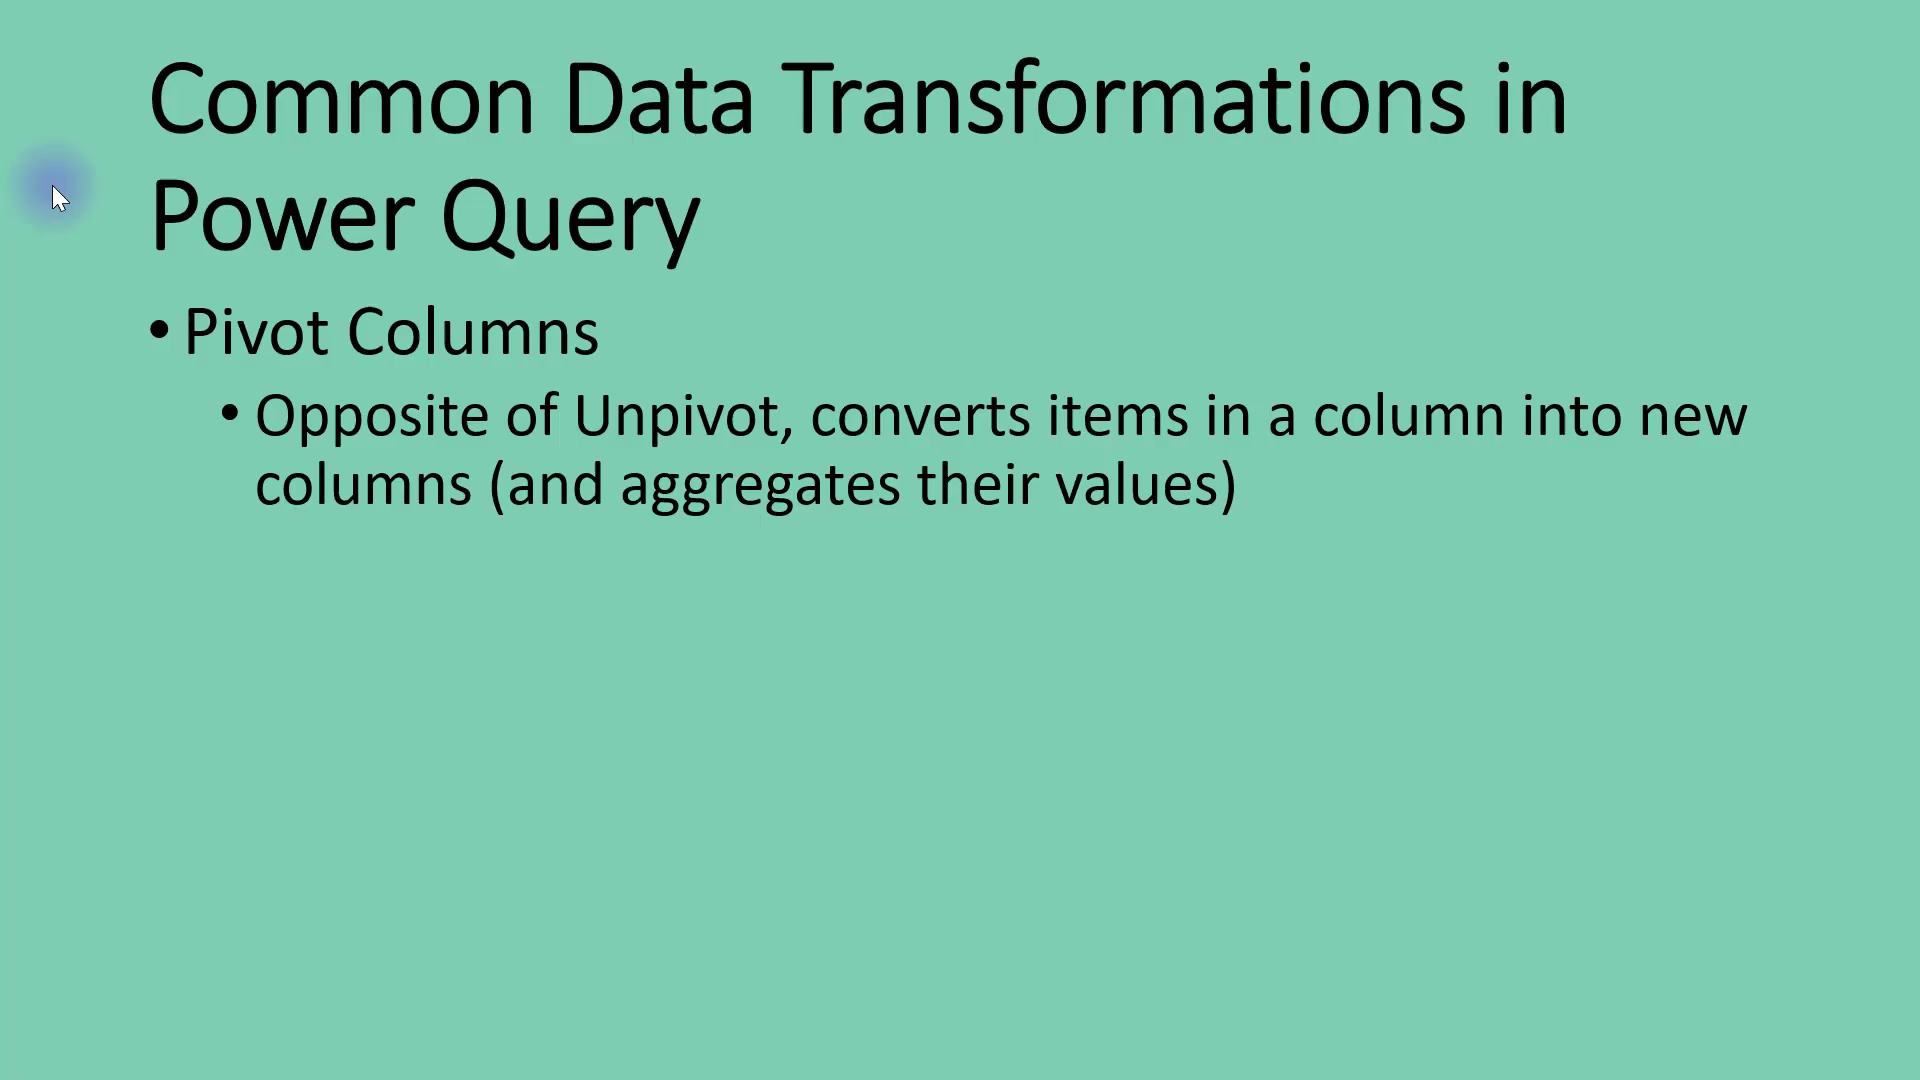 Common Data Transformations in
Power Query
• Pivot Columns
• Opposite of Unpivot, converts items in a column into new
columns (and aggregates their values)